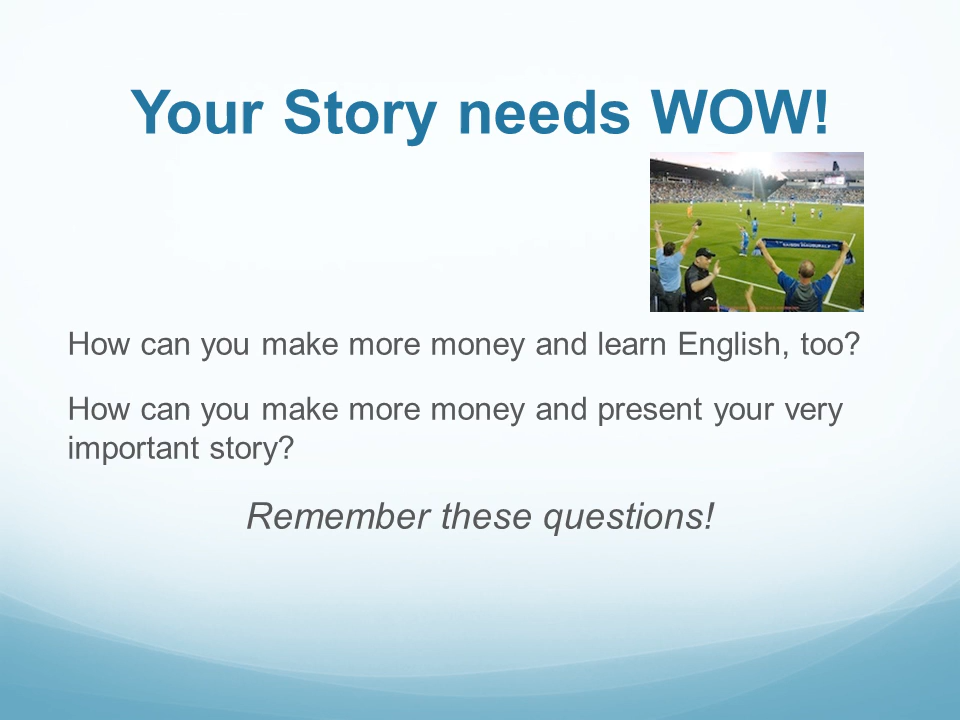 Your Story needs WOW!
How can you make more money and learn English, too?
How can you make more money and present your very
important story?
Remember these questions!